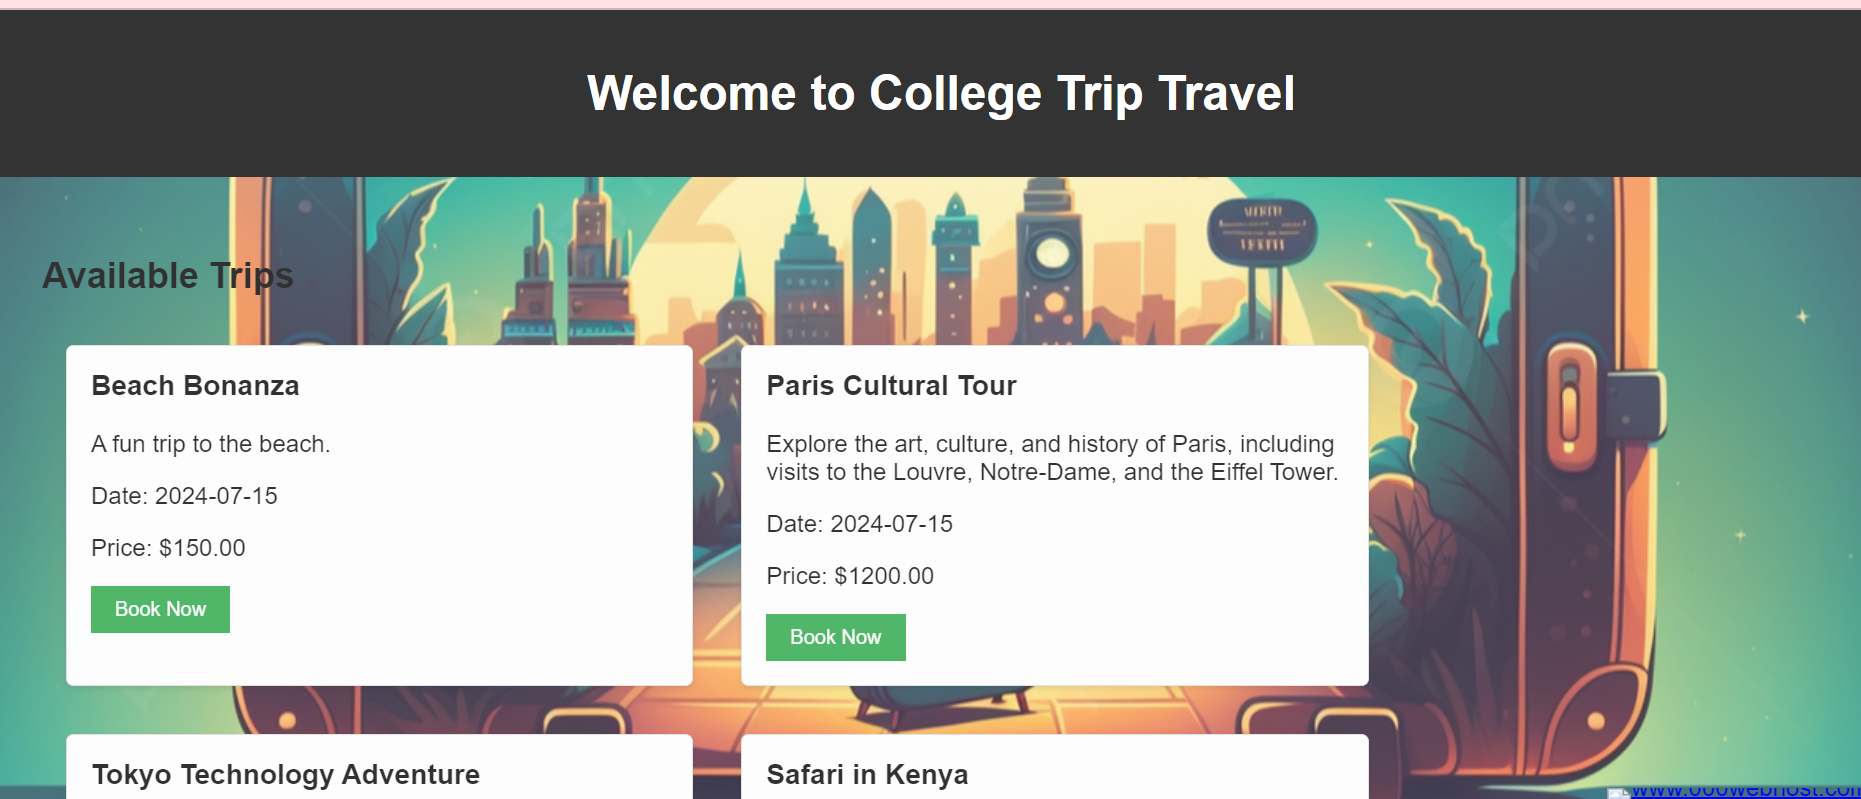 Welcome to College Trip Travel
Available Trips
Beach Bonanza
A fun trip to the beach.
Date: 2024-07-15
Price: $150.00
Book Now
Paris Cultural Tour
Explore the art, culture, and history of Paris, including
visits to the Louvre, Notre-Dame, and the Eiffel Tower.
Date: 2024-07-15
Price: $1200.00
Book Now
Tokyo Technology Adventure
Safari in Kenya
www.000webhost.com